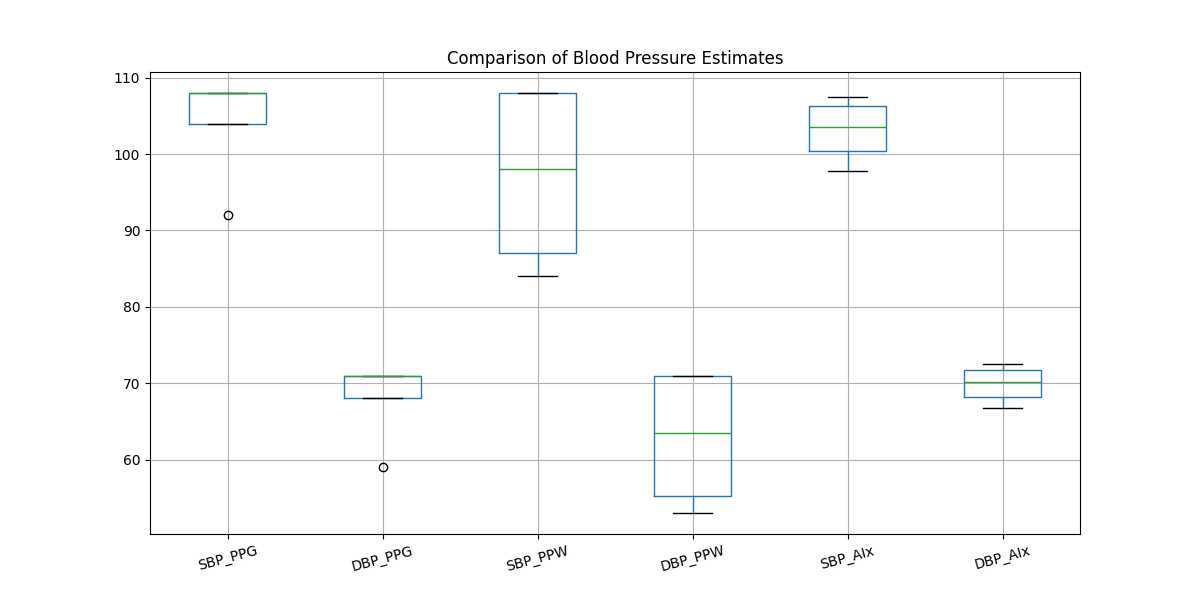 Comparison of Blood Pressure Estimates
110
100
90
80
70
60
SBP_PPG
DBP_PPG
SBP_PPW
DBP_PPW
SBP_AIx
DBP_AIx